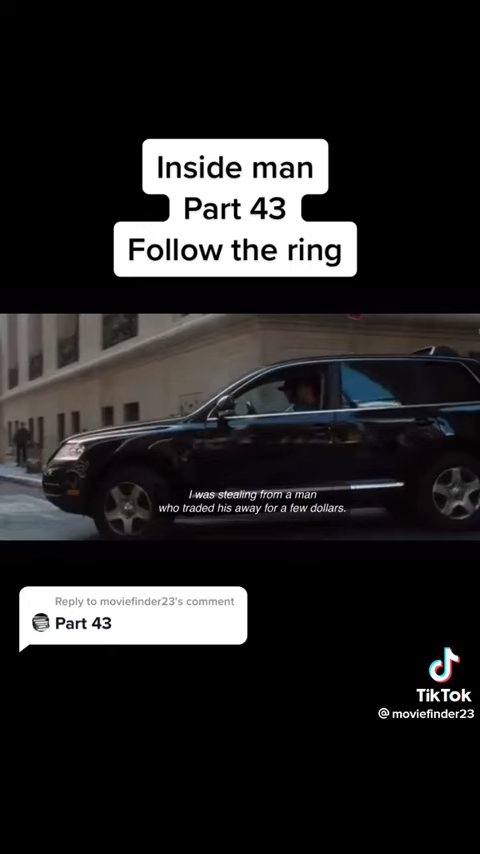 Inside man
Part 43
Follow the ring
I was stealing from a man
who traded his away for a few dollars.
Reply to moviefinder23's comment
Part 43
TikTok
@ moviefinder23